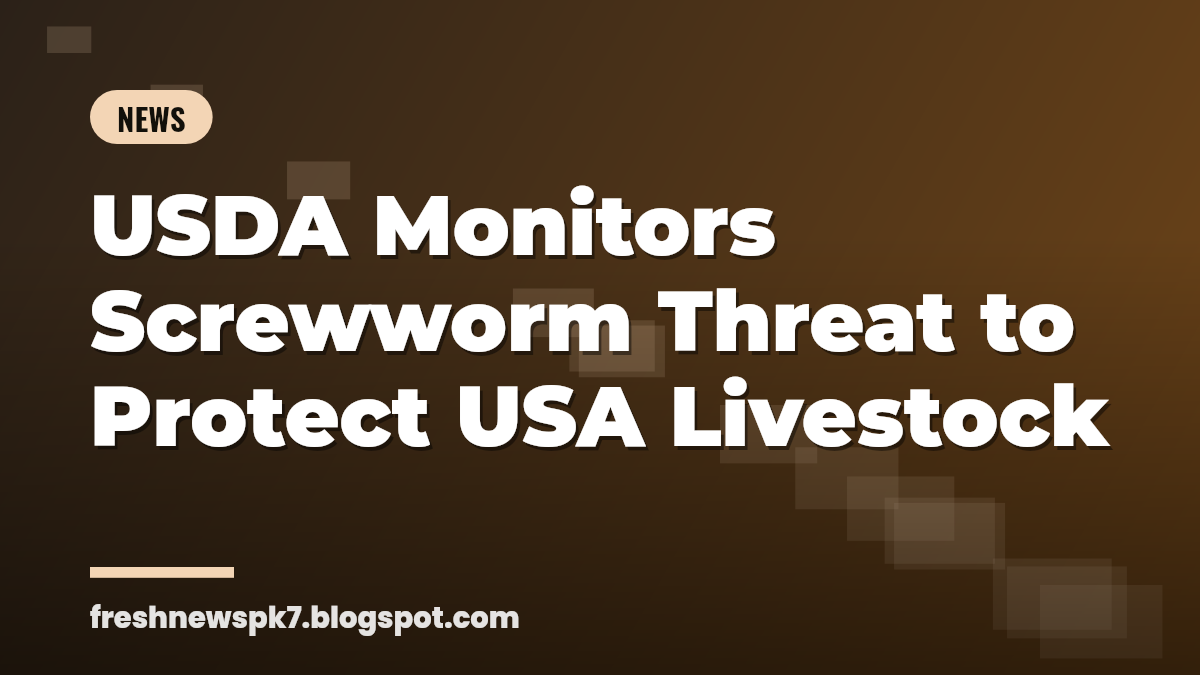 NEWS
USDA Monitors
Screwworm Threat to
Protect USA Livestock
freshnewspk7.blogspot.com